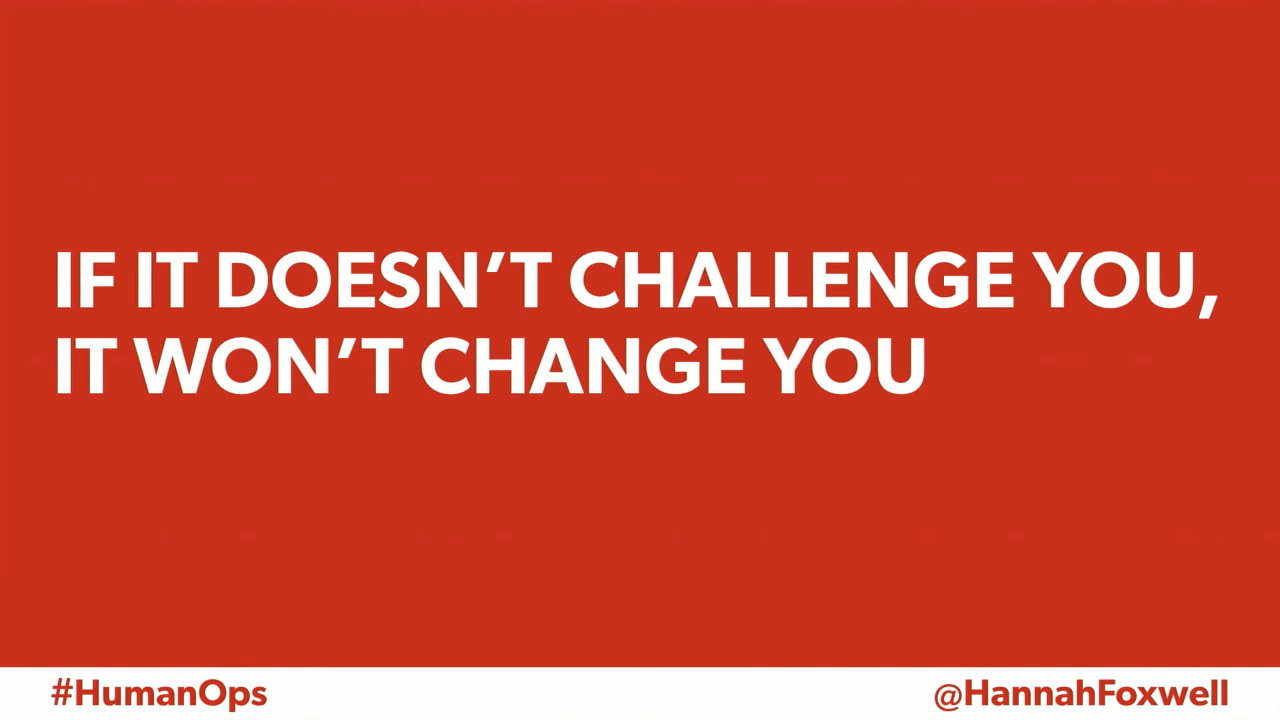 IF IT DOESN’T CHALLENGE YOU,
IT WON’T CHANGE YOU
#HumanOps
@HannahFoxwell